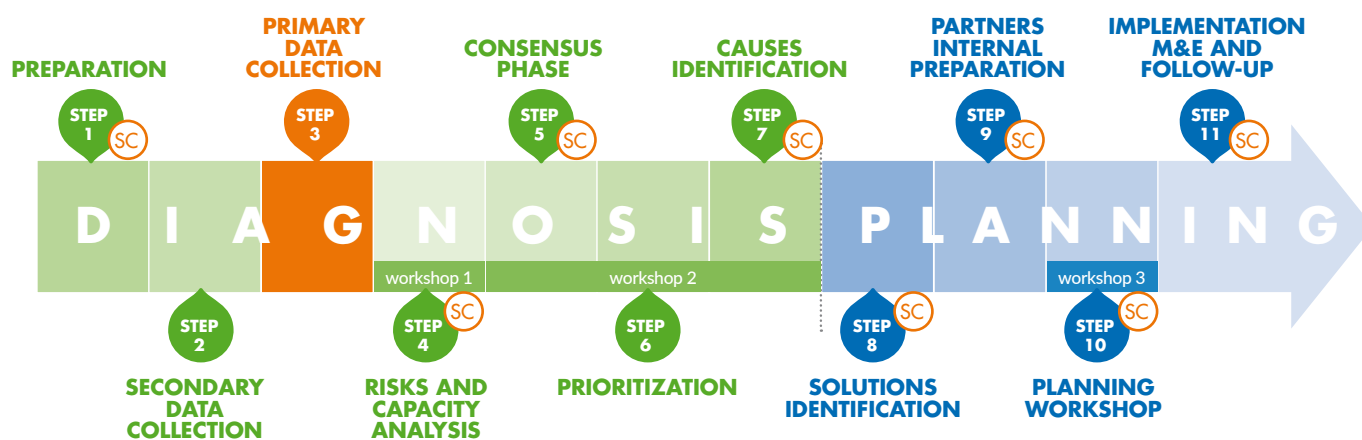 PREPARATION
PRIMARY
DATA
COLLECTION
CONSENSUS
PHASE
CAUSES
IDENTIFICATION
PARTNERS
INTERNAL
PREPARATION
IMPLEMENTATION
M&E AND
FOLLOW-UP
STEP
1
SC
STEP
3
STEP
5
SC
STEP
7
SC
STEP
9
SC
STEP
11
SC
DIAGNOSIS PLANNING
workshop 1
workshop 2
workshop 3
STEP
2
STEP
4
SC
STEP
6
STEP
8
SC
STEP
10
SC
SECONDARY
DATA
COLLECTION
RISKS AND
CAPACITY
ANALYSIS
PRIORITIZATION
SOLUTIONS
IDENTIFICATION
PLANNING
WORKSHOP